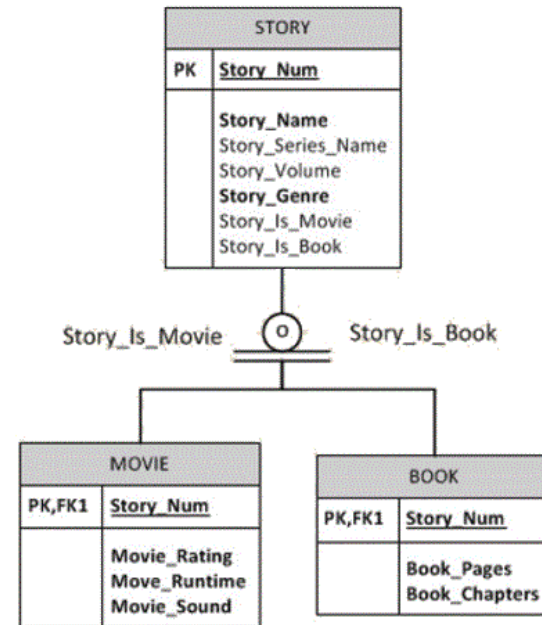 STORY
PK Story_Num
Story_Name
Story_Series_Name
Story_Volume
Story_Genre
Story_Is_Movie
Story_Is_Book
Story_Is_Movie O Story_Is_Book
MOVIE
PK,FK1 Story_Num
Movie_Rating
Move_Runtime
Movie_Sound
BOOK
PK,FK1 Story_Num
Book_Pages
Book_Chapters